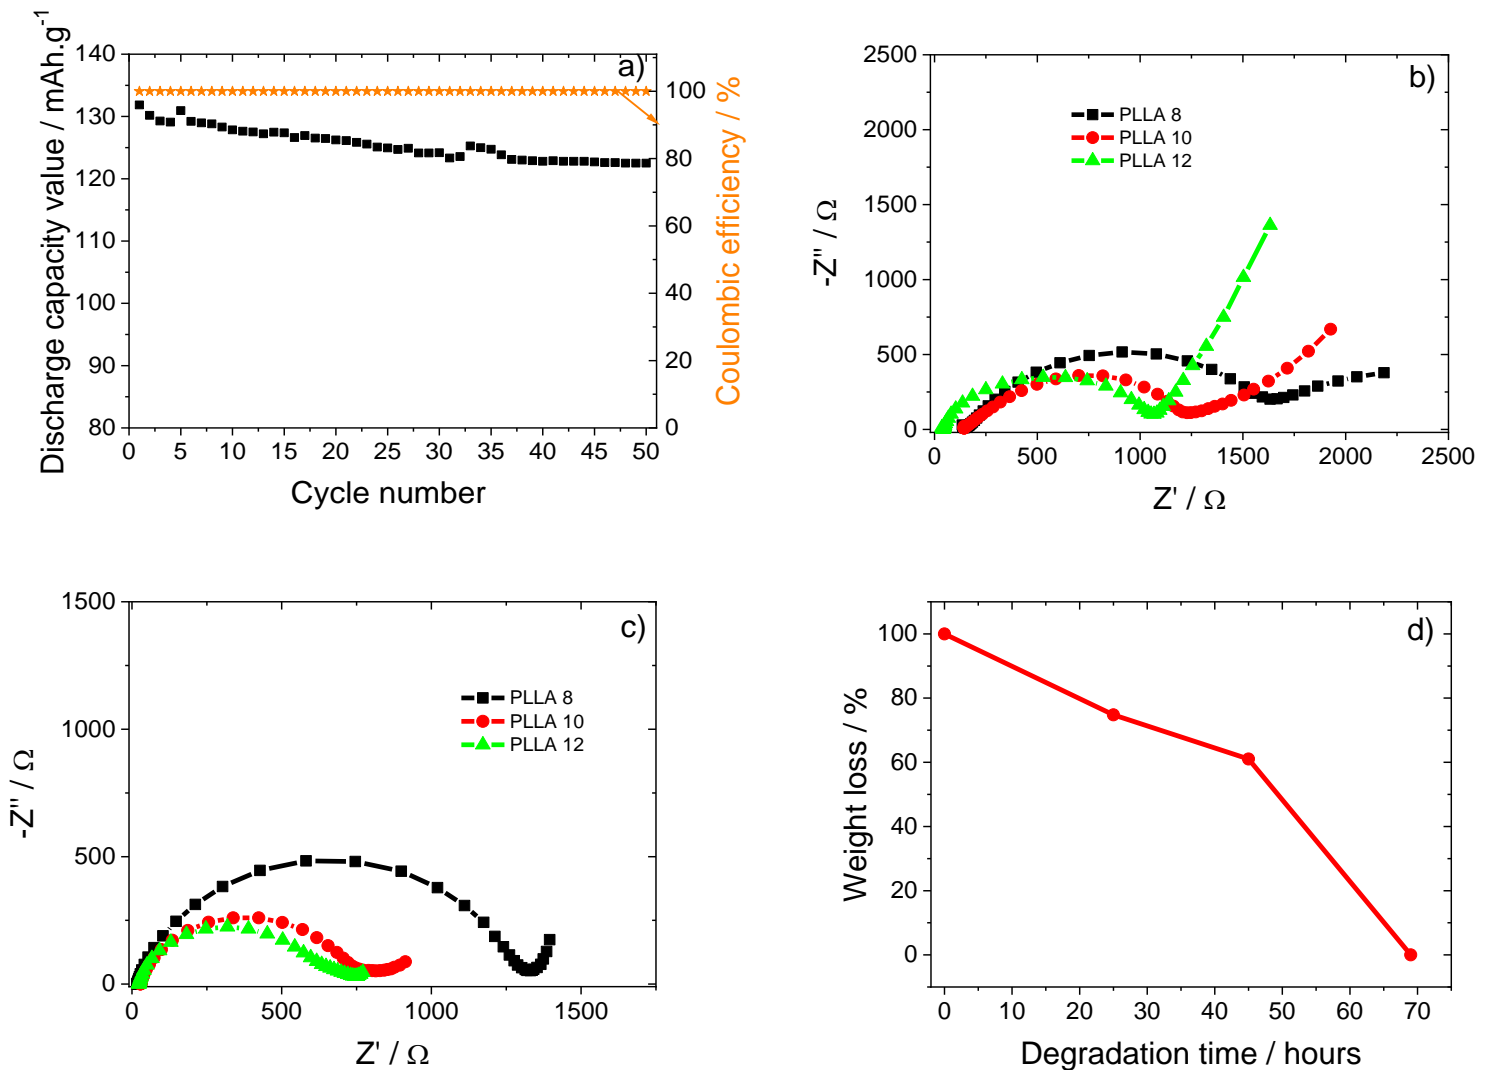 a)
Discharge capacity value / mAh.g-1
140
130
120
110
100
90
80
0 5 10 15 20 25 30 35 40 45 50
Cycle number
100
80
60
40
20
0
Coulombic efficiency / %
b)
PLLA 8
PLLA 10
PLLA 12
-Z'' / Ω
2500
2000
1500
1000
500
0
0 500 1000 1500 2000 2500
Z' / Ω
c)
PLLA 8
PLLA 10
PLLA 12
-Z'' / Ω
1500
1000
500
0
0 500 1000 1500
Z' / Ω
d)
Weight loss / %
100
80
60
40
20
0
0 10 20 30 40 50 60 70
Degradation time / hours